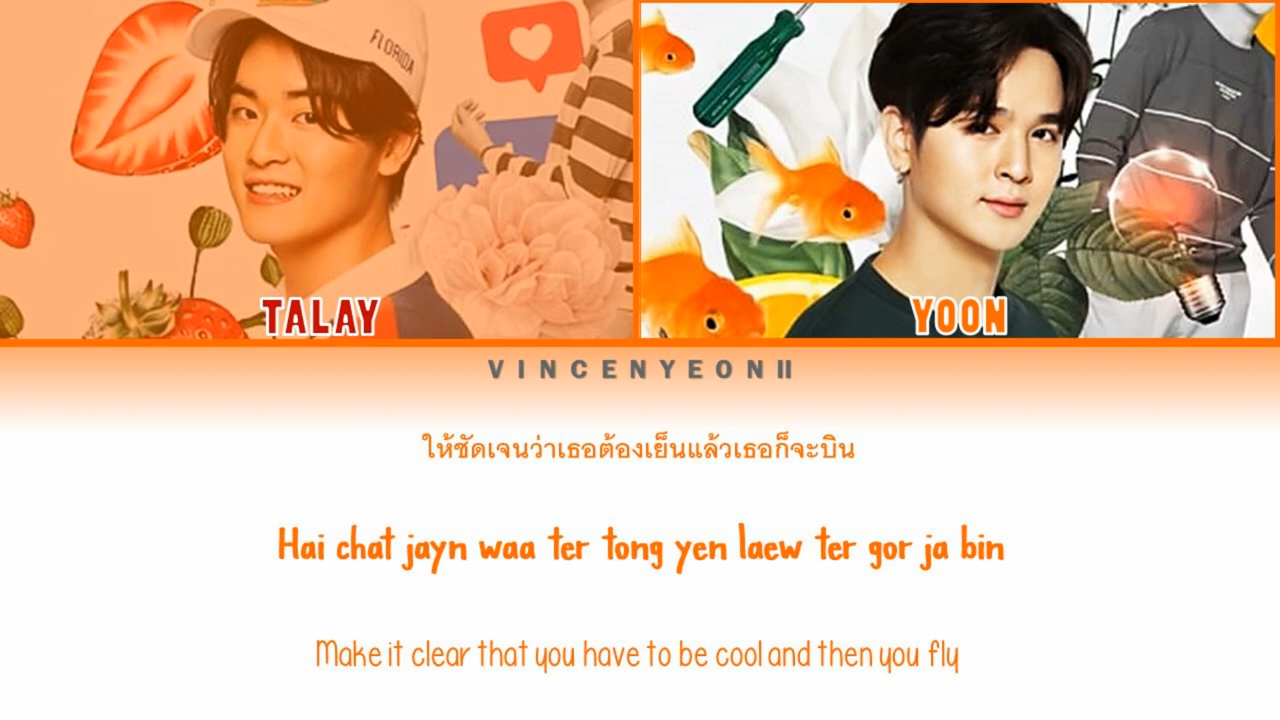 FLORIDA
TALAY
YOON
VINCENYEONII
ให้ชัดเจนว่าเธอต้องเย็นแล้วเธอก็จะบิน
Hai chat jayn waa ter tong yen laew ter gor ja bin
Make it clear that you have to be cool and then you fly